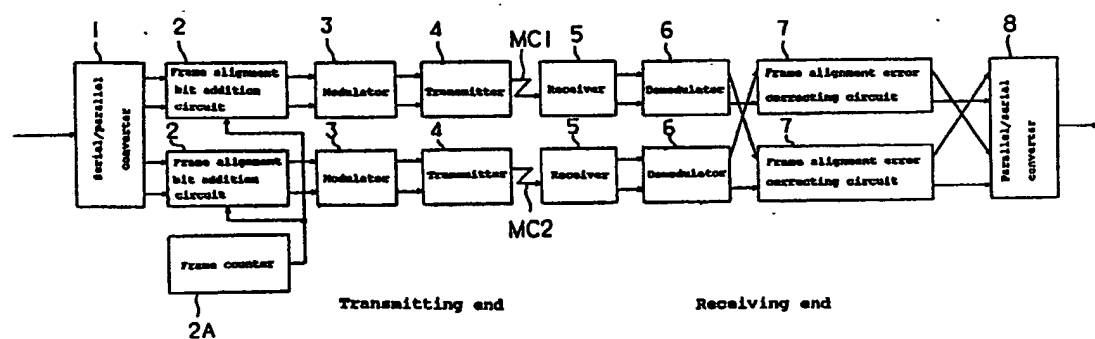 1 2 3 4 MC1 5 6 7 8
Serial/parallel
converter
Frame alignment
bit addition
circuit
Modulator
Transmitter
Receiver
Demodulator
Frame alignment error
correcting circuit
Parallel/serial
converter
2 3 4 5 6 7
Frame alignment
bit addition
circuit
Modulator
Transmitter
Receiver
Demodulator
Frame alignment error
correcting circuit
MC2
Frame counter
2A
Transmitting end
Receiving end